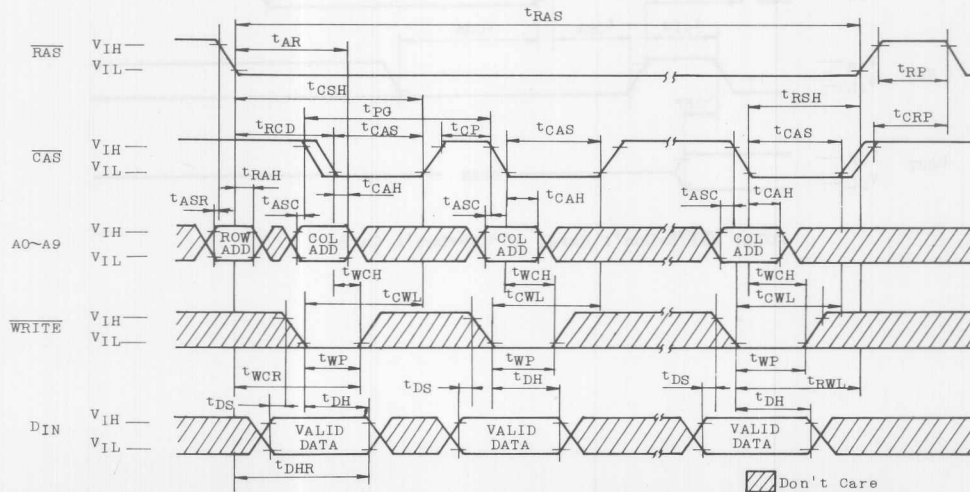 tRAS
tAR
RAS
VIH
VIL
tRP
tCSH
tRSH
tPG
tCRP
tRCD
tCAS
tCP
tCAS
tCAS
CAS
VIH
VIL
tRAH
tCAH
tASR
tASC
tASC
tCAH
tASC
tCAH
A0~A9
VIH
VIL
ROW ADD
COL ADD
COL ADD
COL ADD
tWCH
tWCH
tWCH
tCWL
tCWL
tCWL
WRITE
VIH
VIL
tWP
tWP
tWP
tWCR
tDS
tDH
tDS
tRWL
tDS
tDH
tDH
DIN
VIH
VIL
VALID DATA
VALID DATA
VALID DATA
tDHR
Don't Care